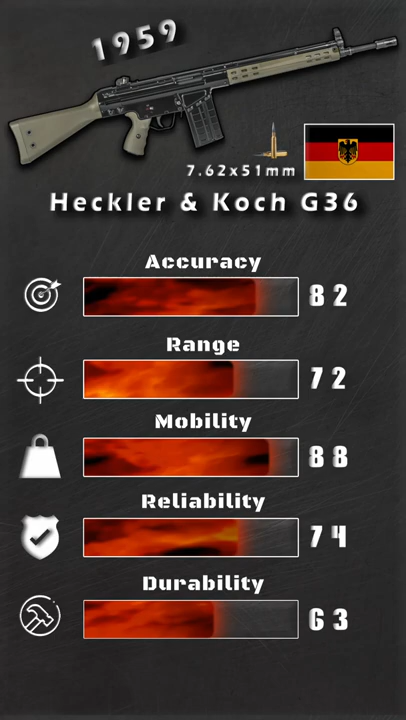 1959
7.62x51mm
Heckler & Koch G36
Accuracy
82
Range
72
Mobility
88
Reliability
74
Durability
63